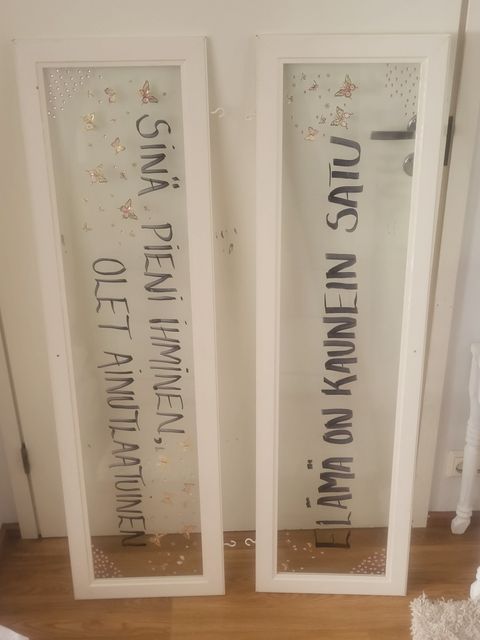 SINÄ PIENI IHMINEN,
OLET AINUTLAATUINEN
ELÄMÄ ON KAUNEIN SATU